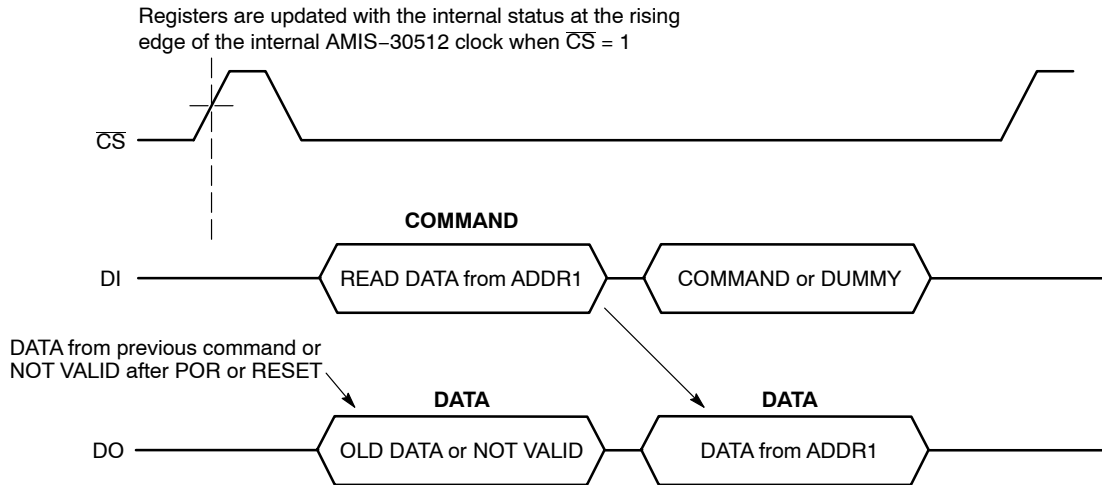 Registers are updated with the internal status at the rising
edge of the internal AMIS−30512 clock when C̅S̅ = 1
C̅S̅
COMMAND
DI
READ DATA from ADDR1
COMMAND or DUMMY
DATA from previous command or
NOT VALID after POR or RESET
DATA
DATA
DO
OLD DATA or NOT VALID
DATA from ADDR1